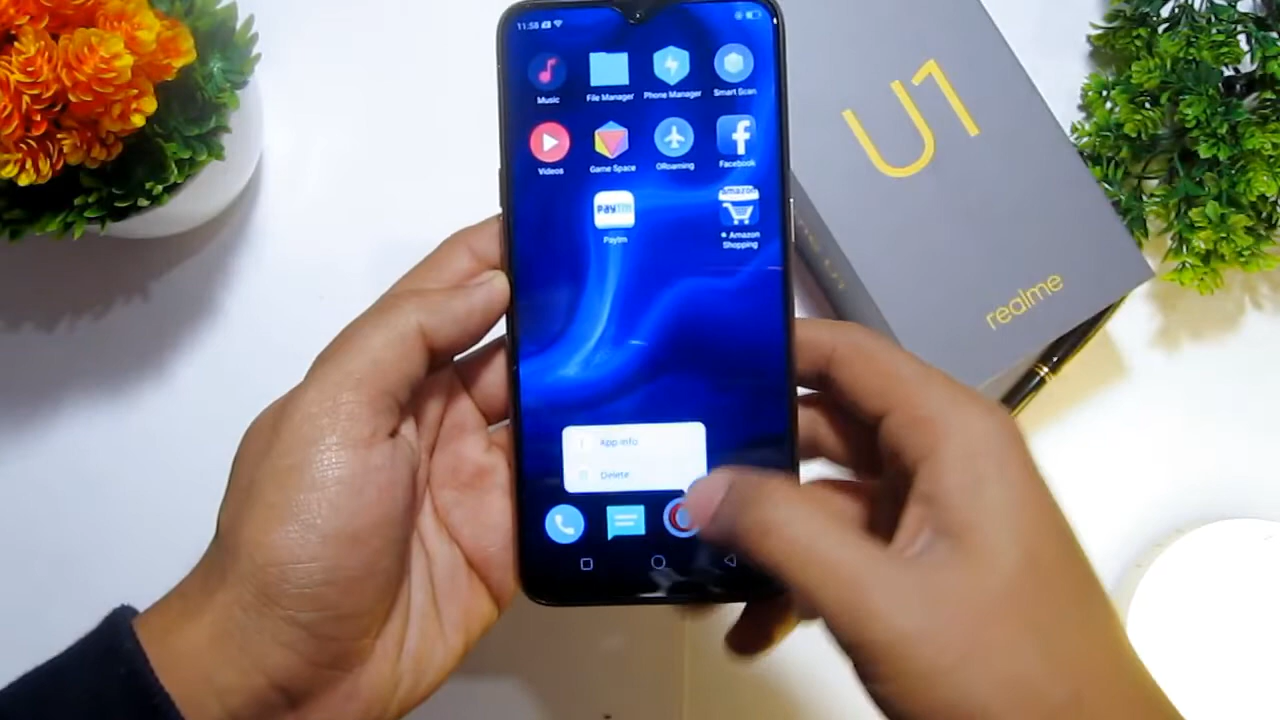 11:58
Music
File Manager
Phone Manager
Smart Scan
Videos
Game Space
ORoaming
Facebook
Paytm
Paytm
amazon
Amazon
Shopping
App info
Delete
U1
realme